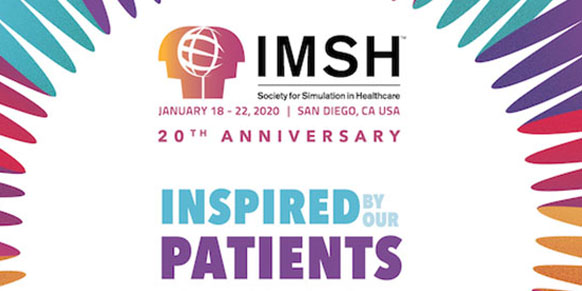 IMSH™
Society for Simulation in Healthcare
JANUARY 18 - 22, 2020 | SAN DIEGO, CA USA
20TH ANNIVERSARY
INSPIRED BY OUR
PATIENTS